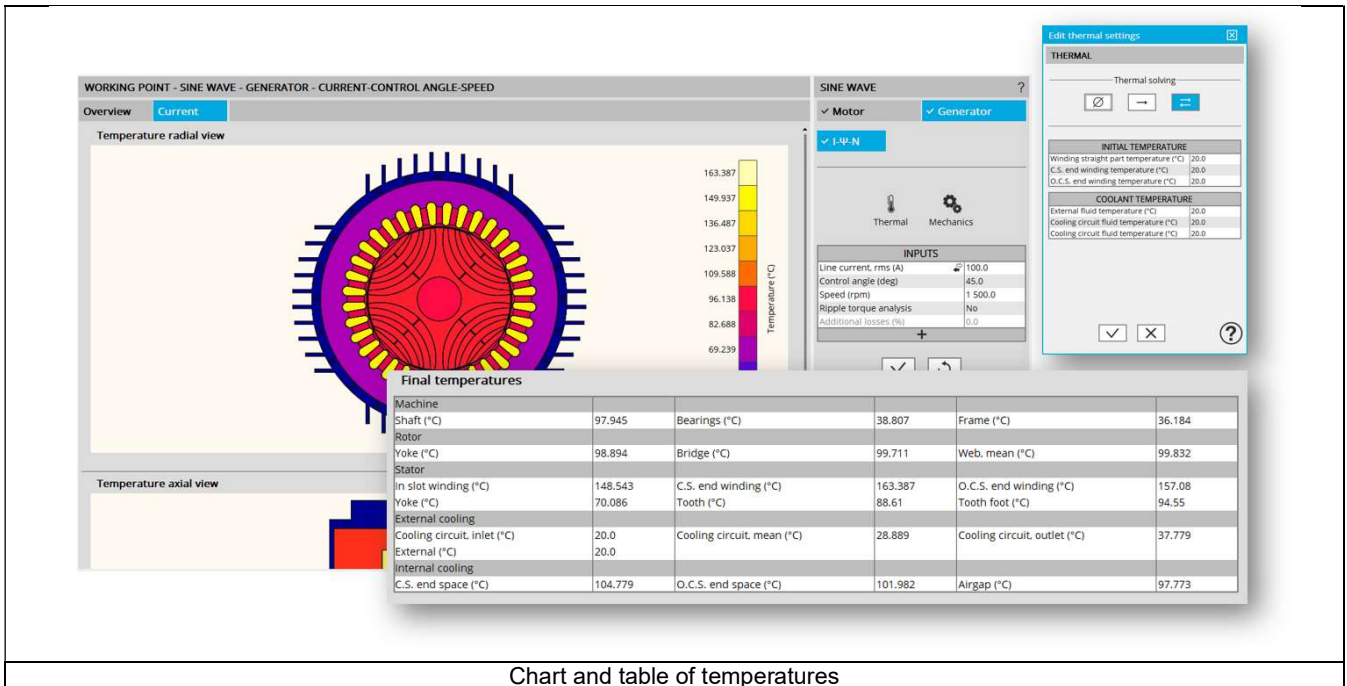 Edit thermal settings
THERMAL
Thermal solving
INITIAL TEMPERATURE
Winding straight part temperature (°C) 20.0
C.S. end winding temperature (°C) 20.0
O.C.S. end winding temperature (°C) 20.0
COOLANT TEMPERATURE
External fluid temperature (°C) 20.0
Cooling circuit fluid temperature (°C) 20.0
Cooling circuit fluid temperature (°C) 20.0
?
WORKING POINT - SINE WAVE - GENERATOR - CURRENT-CONTROL ANGLE-SPEED
Overview Current
Temperature radial view
163.387
149.937
136.487
123.037
109.588
96.138
82.688
69.239
Temperature (°C)
Temperature axial view
SINE WAVE ?
Motor Generator
I-Ψ-N
Thermal Mechanics
INPUTS
Line current, rms (A) 100.0
Control angle (deg) 45.0
Speed (rpm) 1 500.0
Ripple torque analysis No
Additional losses (%) 0.0
+
Final temperatures
Machine
Shaft (°C) 97.945 Bearings (°C) 38.807 Frame (°C) 36.184
Rotor
Yoke (°C) 98.894 Bridge (°C) 99.711 Web, mean (°C) 99.832
Stator
In slot winding (°C) 148.543 C.S. end winding (°C) 163.387 O.C.S. end winding (°C) 157.08
Yoke (°C) 70.086 Tooth (°C) 88.61 Tooth foot (°C) 94.55
External cooling
Cooling circuit, inlet (°C) 20.0 Cooling circuit, mean (°C) 28.889 Cooling circuit, outlet (°C) 37.779
External (°C) 20.0
Internal cooling
C.S. end space (°C) 104.779 O.C.S. end space (°C) 101.982 Airgap (°C) 97.773
Chart and table of temperatures